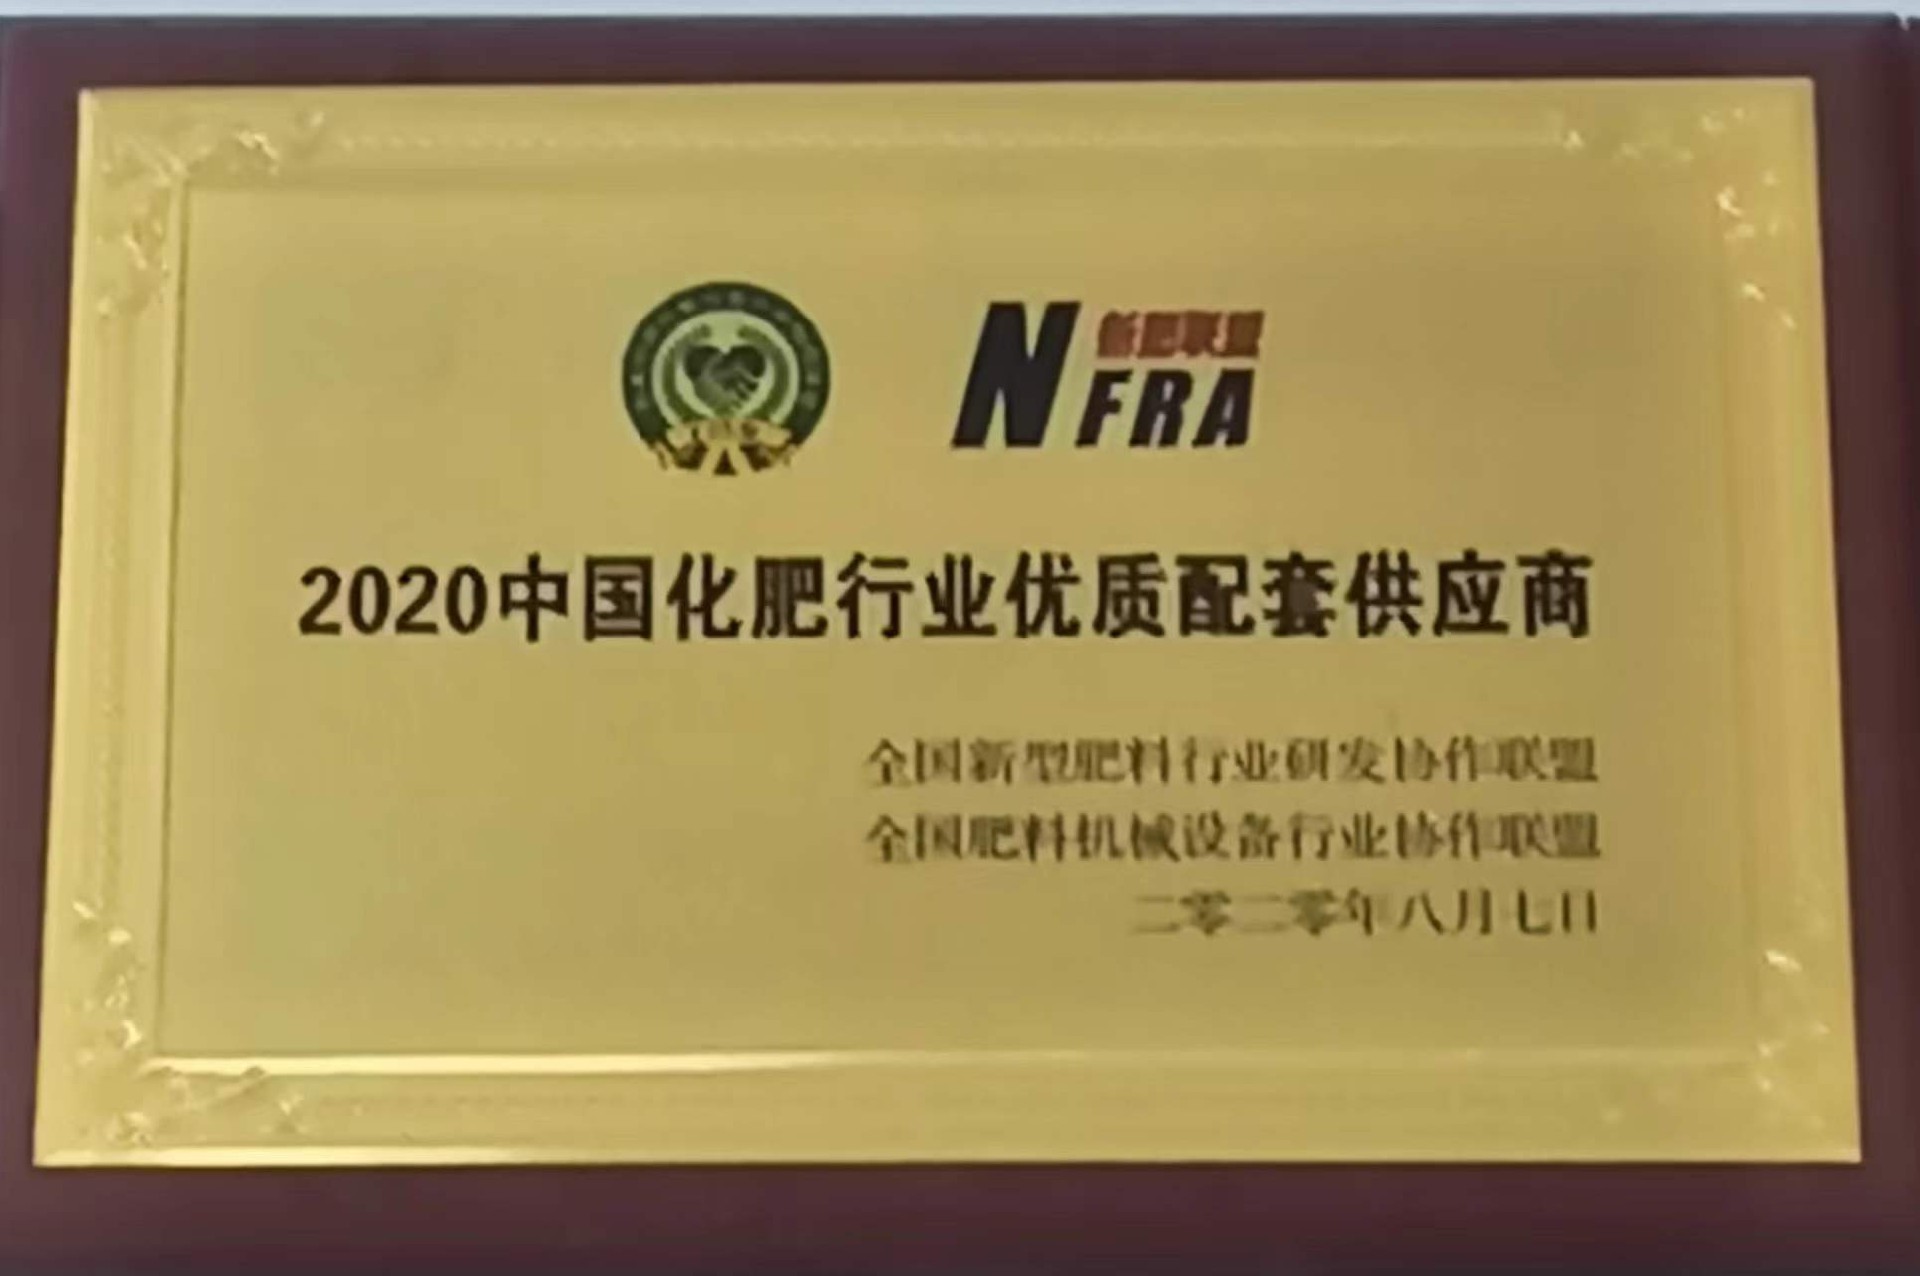 新肥联盟
NFRA
2020中国化肥行业优质配套供应商
全国新型肥料行业研发协作联盟
全国肥料机械设备行业协作联盟
二零二零年八月七日